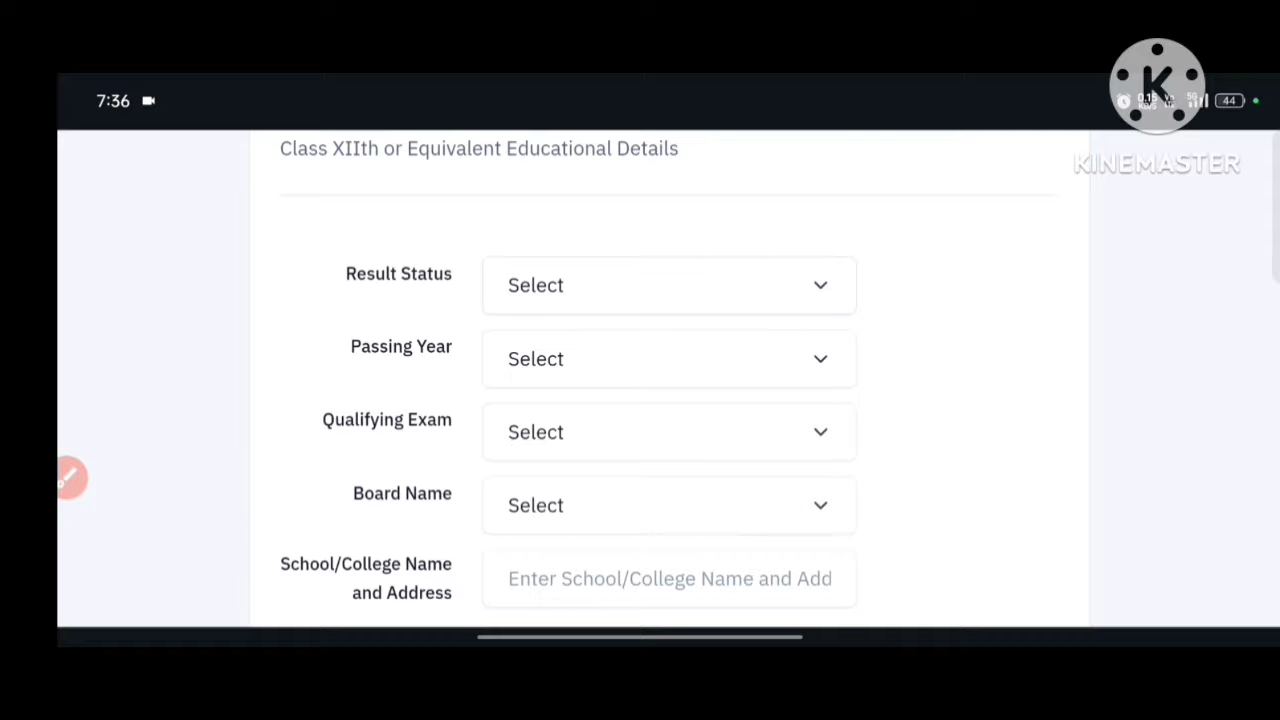 7:36
44
K
KINEMASTER
Class XIIth or Equivalent Educational Details
Result Status
Select
Passing Year
Select
Qualifying Exam
Select
Board Name
Select
School/College Name
and Address
Enter School/College Name and Add